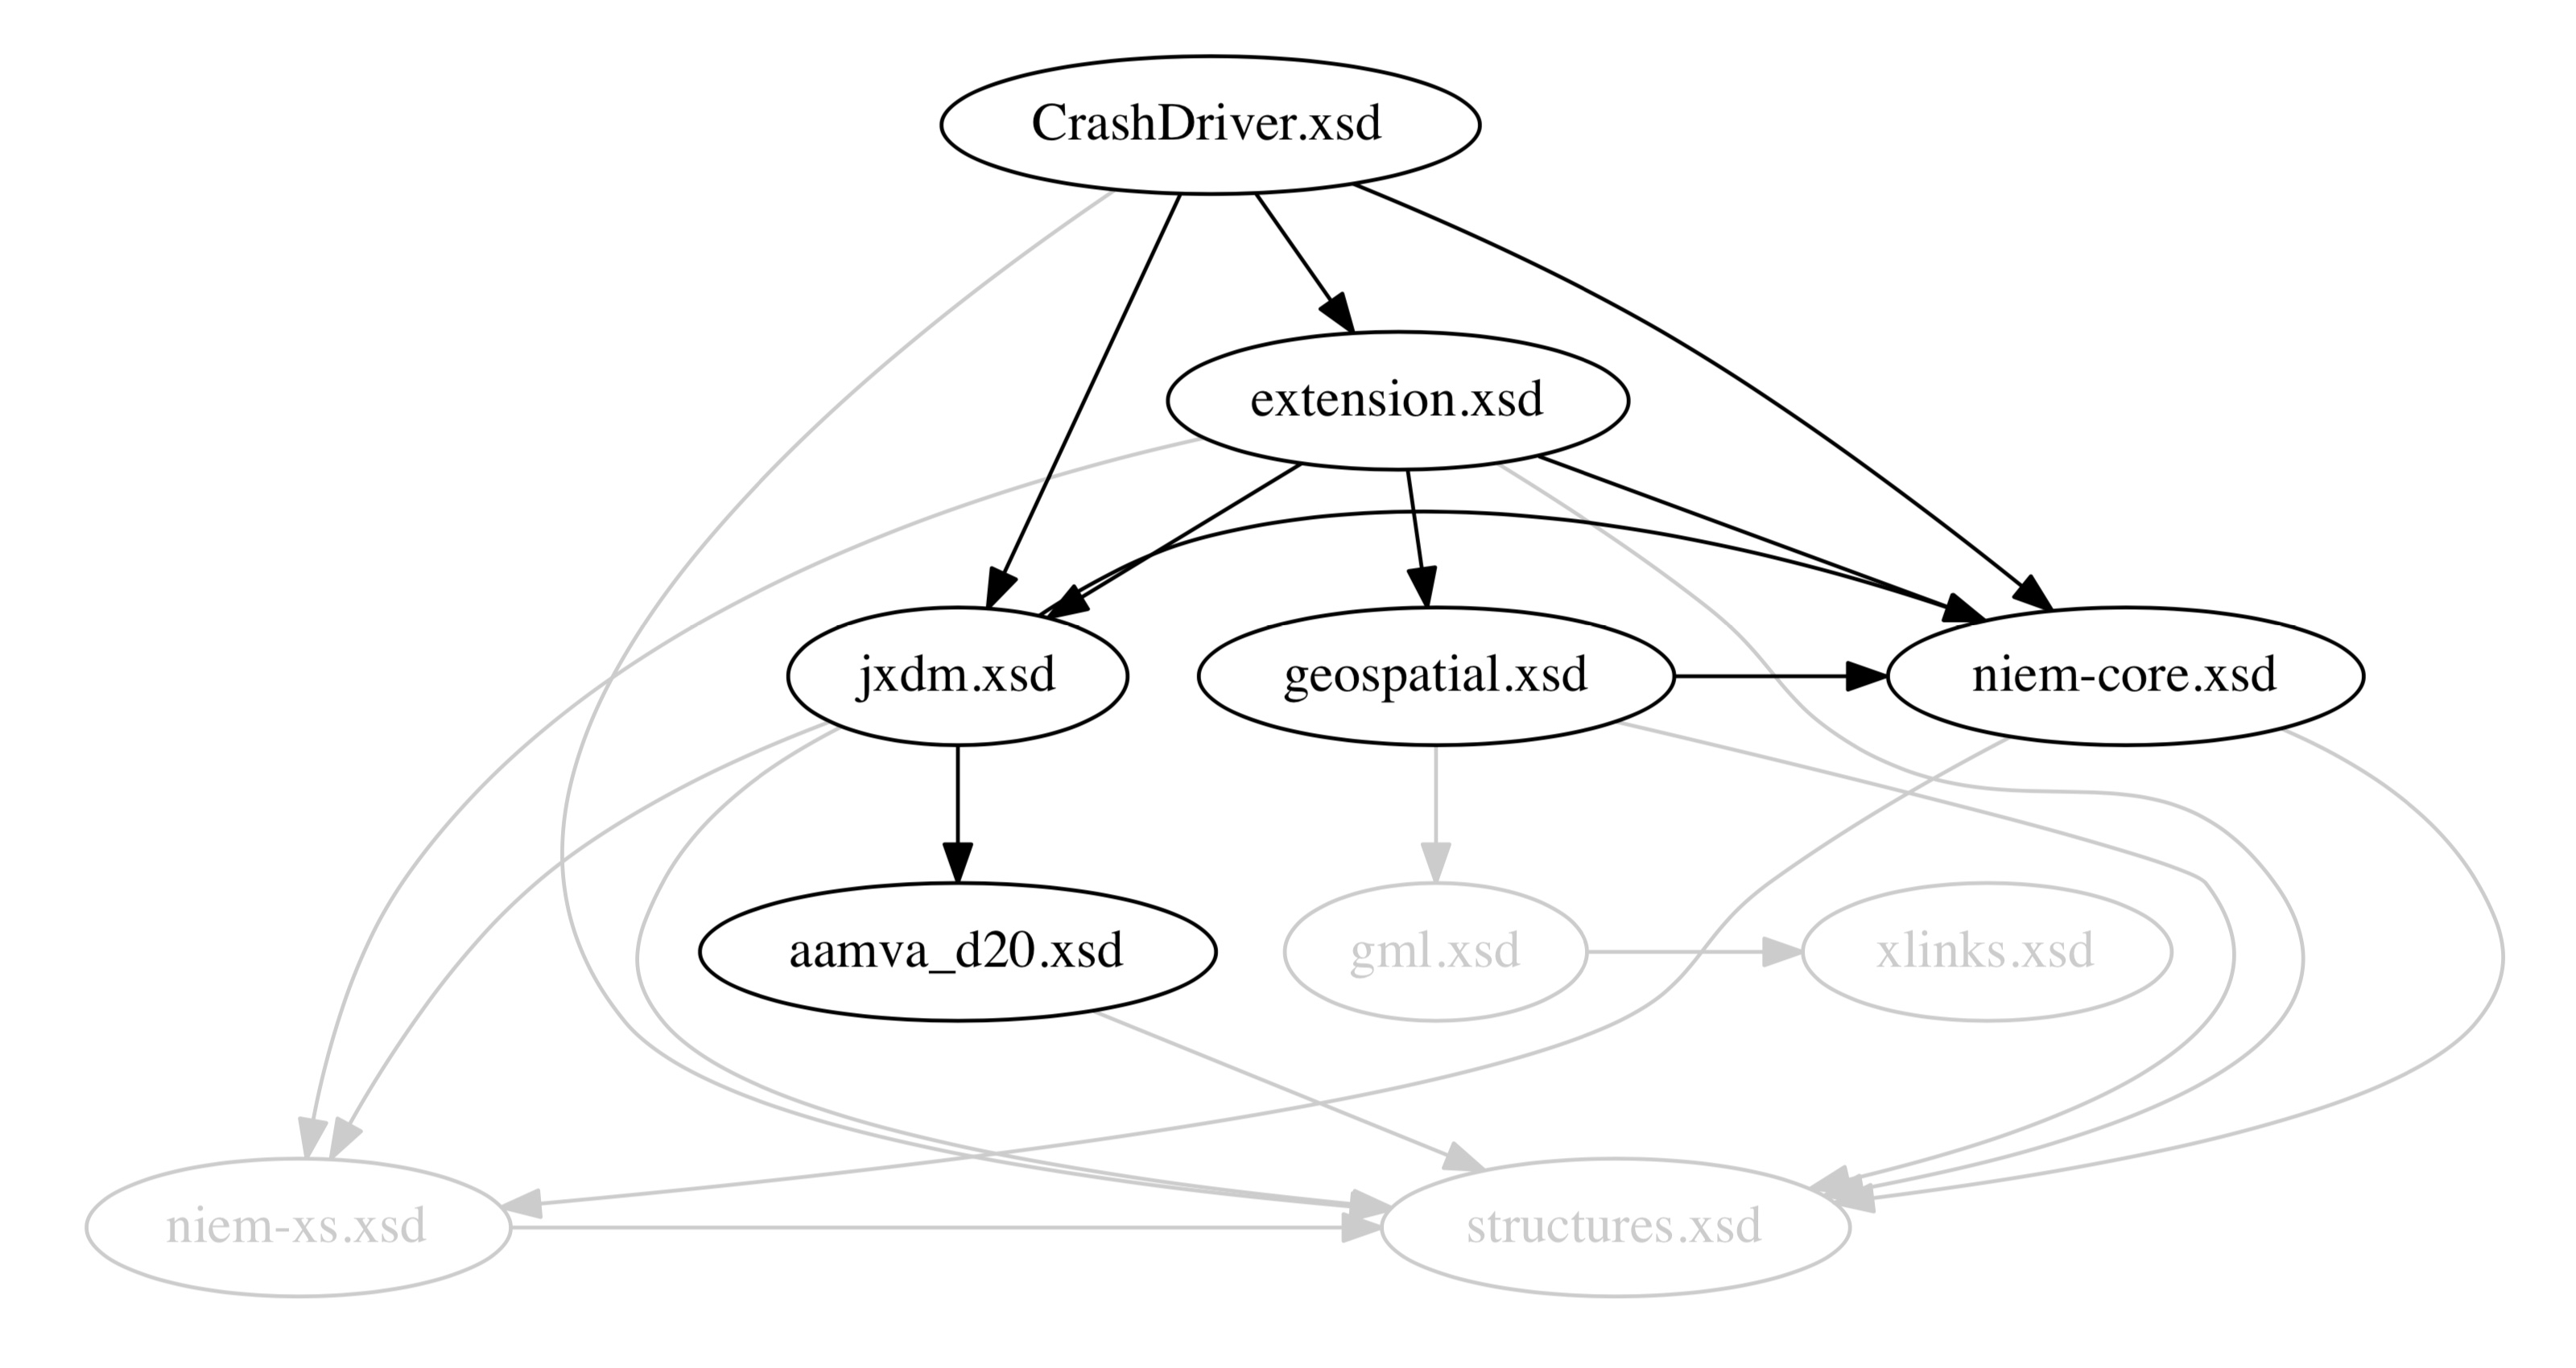 CrashDriver.xsd
extension.xsd
jxdm.xsd
geospatial.xsd
niem-core.xsd
aamva_d20.xsd
gml.xsd
xlinks.xsd
niem-xs.xsd
structures.xsd